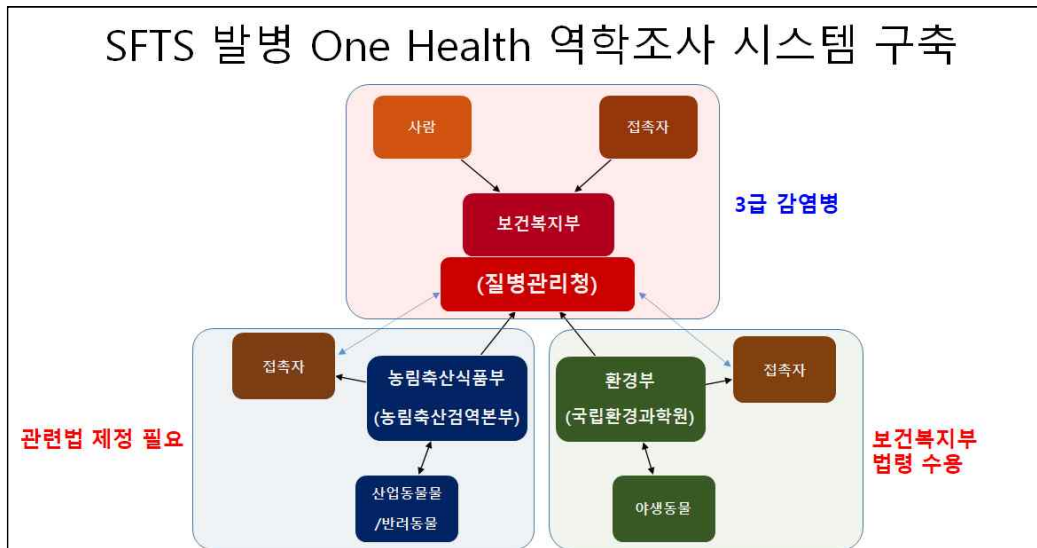 SFTS 발병 One Health 역학조사 시스템 구축
사람
접촉자
보건복지부
(질병관리청)
3급 감염병
접촉자
농림축산식품부
(농림축산검역본부)
환경부
(국립환경과학원)
접촉자
관련법 제정 필요
보건복지부
법령 수용
산업동물물
/반려동물
야생동물